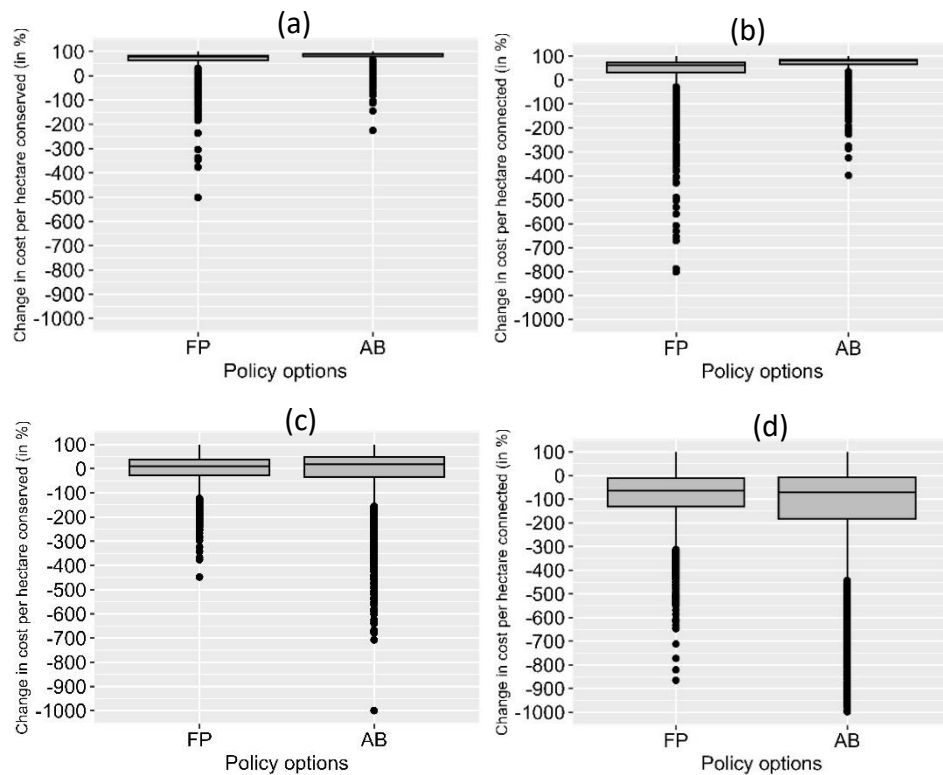 (a)
Change in cost per hectare conserved (in %)
100
0
-100
-200
-300
-400
-500
-600
-700
-800
-900
-1000
FP
AB
Policy options
(b)
Change in cost per hectare connected (in %)
100
0
-100
-200
-300
-400
-500
-600
-700
-800
-900
-1000
FP
AB
Policy options
(c)
Change in cost per hectare conserved (in %)
100
0
-100
-200
-300
-400
-500
-600
-700
-800
-900
-1000
FP
AB
Policy options
(d)
Change in cost per hectare connected (in %)
100
0
-100
-200
-300
-400
-500
-600
-700
-800
-900
-1000
FP
AB
Policy options